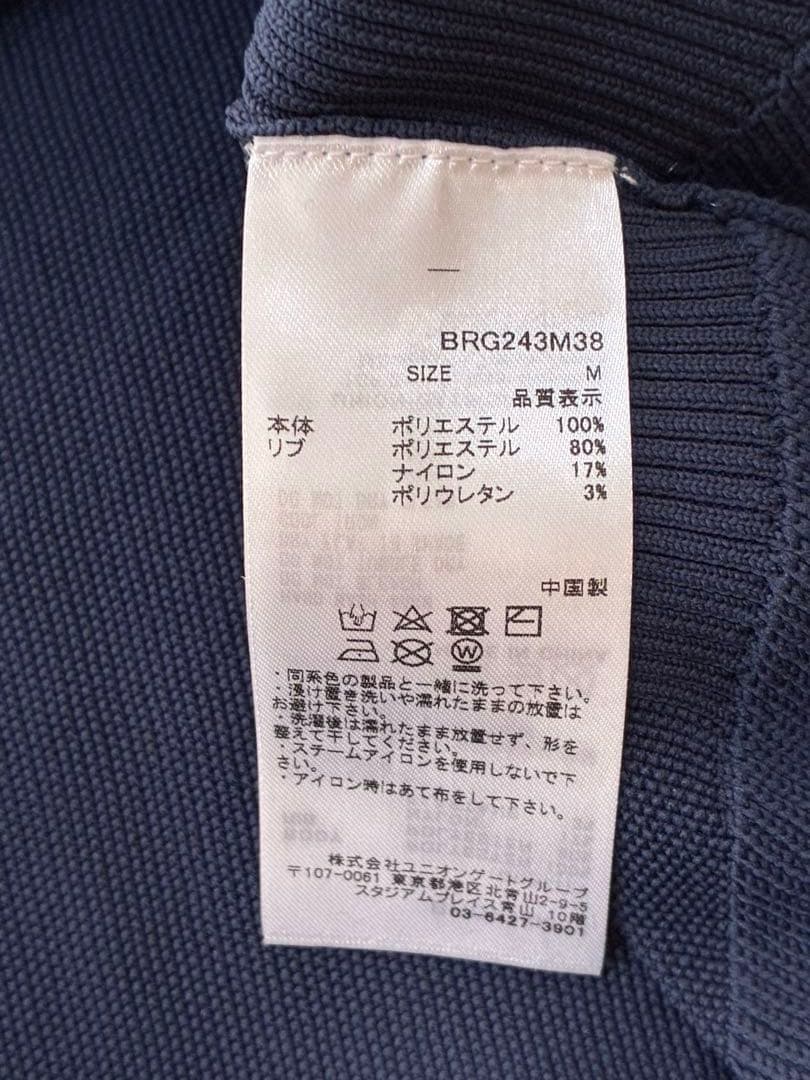 BRG243M38
SIZE M
品質表示
本体 ポリエステル 100%
リブ ポリエステル 80%
ナイロン 17%
ポリウレタン 3%
中国製
W
・同系色の製品と一緒に洗って下さい。
・浸け置き洗いや濡れたままの放置は
お避け下さい。
・洗濯後は濡れたまま放置せず、形を
整えて干してください。
・スチームアイロンを使用しないで下
さい。
・アイロン時はあて布をして下さい。
株式会社ユニオンゲートグループ
〒107-0061 東京都港区北青山2-9-5
スタジアムプレイス青山 10階
03-6427-3901